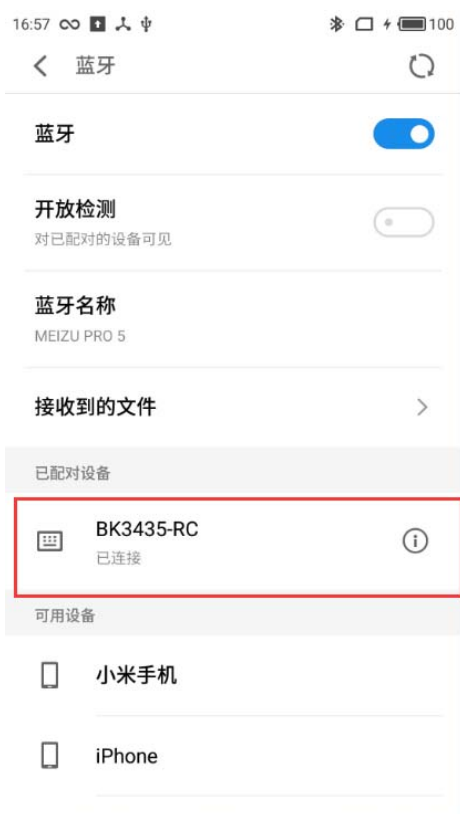 16:57 100
蓝牙
蓝牙
开放检测
对已配对的设备可见
蓝牙名称
MEIZU PRO 5
接收到的文件
已配对设备
BK3435-RC
已连接
可用设备
小米手机
iPhone